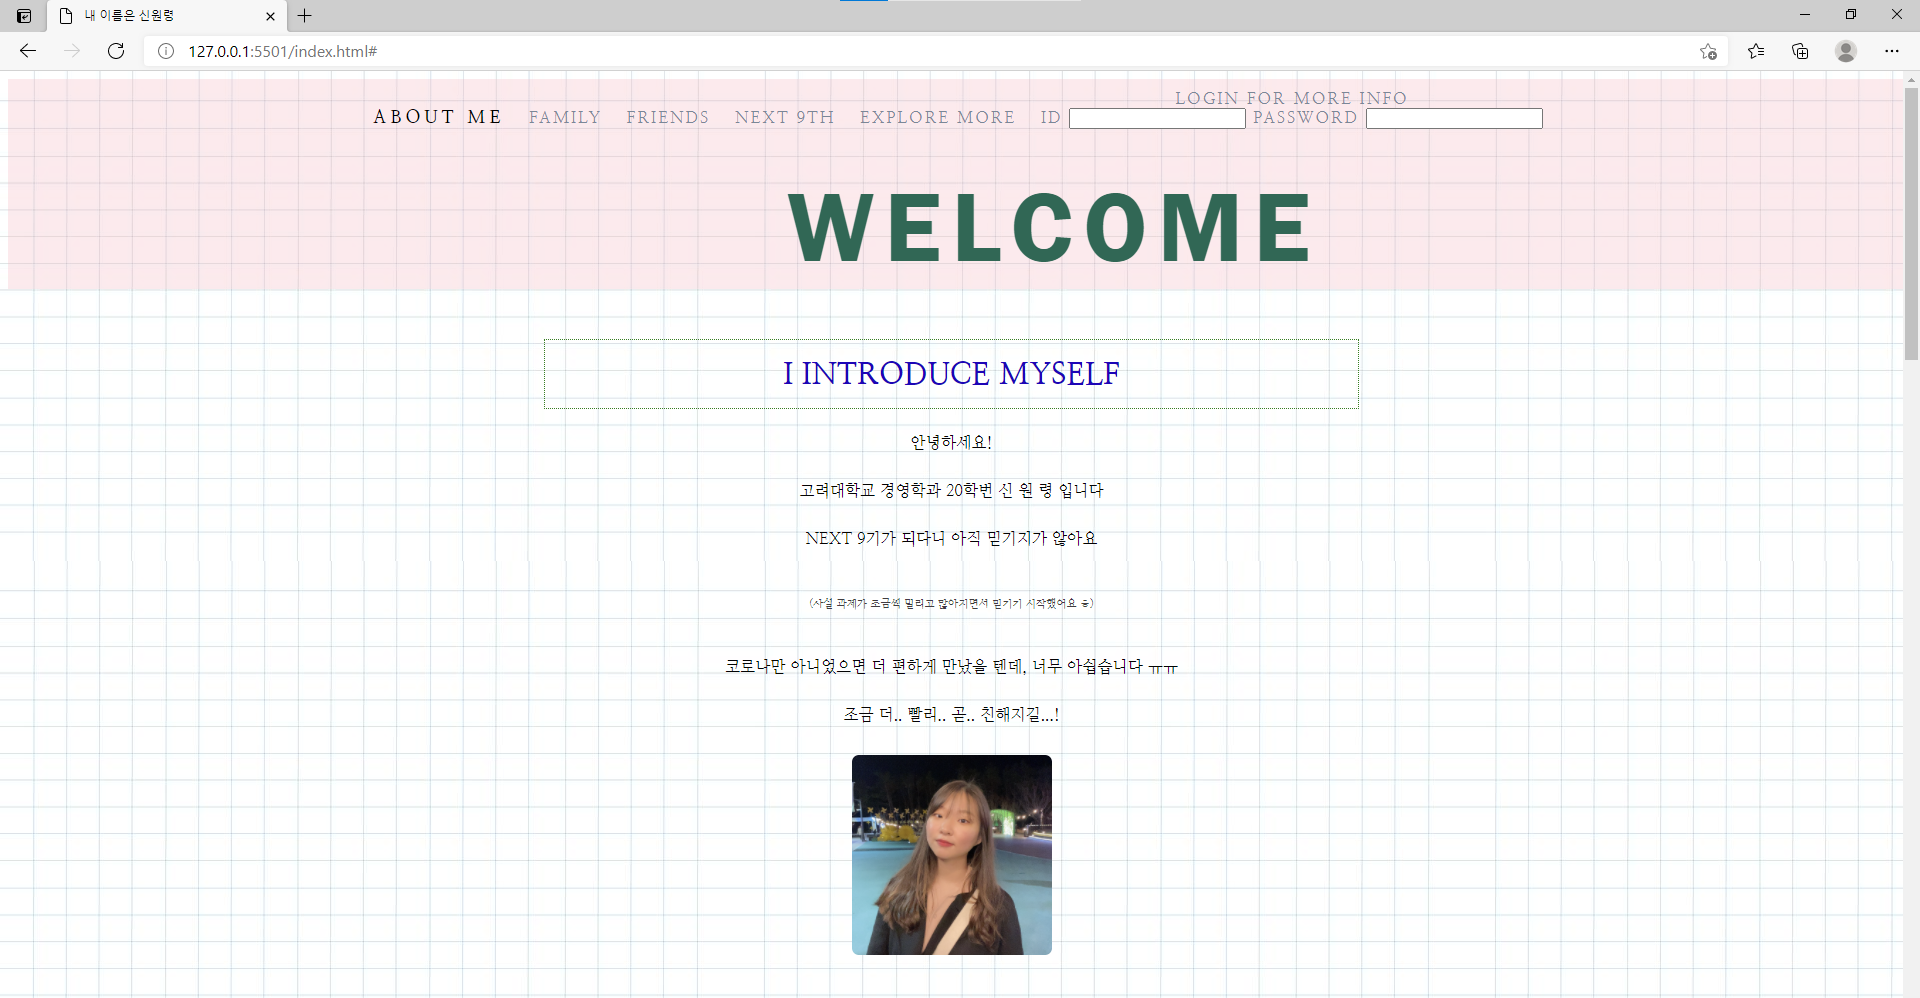 내 이름은 신원령
127.0.0.1:5501/index.html#
LOGIN FOR MORE INFO
ABOUT ME FAMILY FRIENDS NEXT 9TH EXPLORE MORE ID PASSWORD
WELCOME
I INTRODUCE MYSELF
안녕하세요!
고려대학교 경영학과 20학번 신 원 령 입니다
NEXT 9기가 되다니 아직 믿기지가 않아요
(사실 과제가 조금씩 밀리고 많아지면서 믿기기 시작했어요 ㅎ)
코로나만 아니었으면 더 편하게 만났을 텐데, 너무 아쉽습니다 ㅠㅠ
조금 더.. 빨리.. 곧.. 친해지길...!